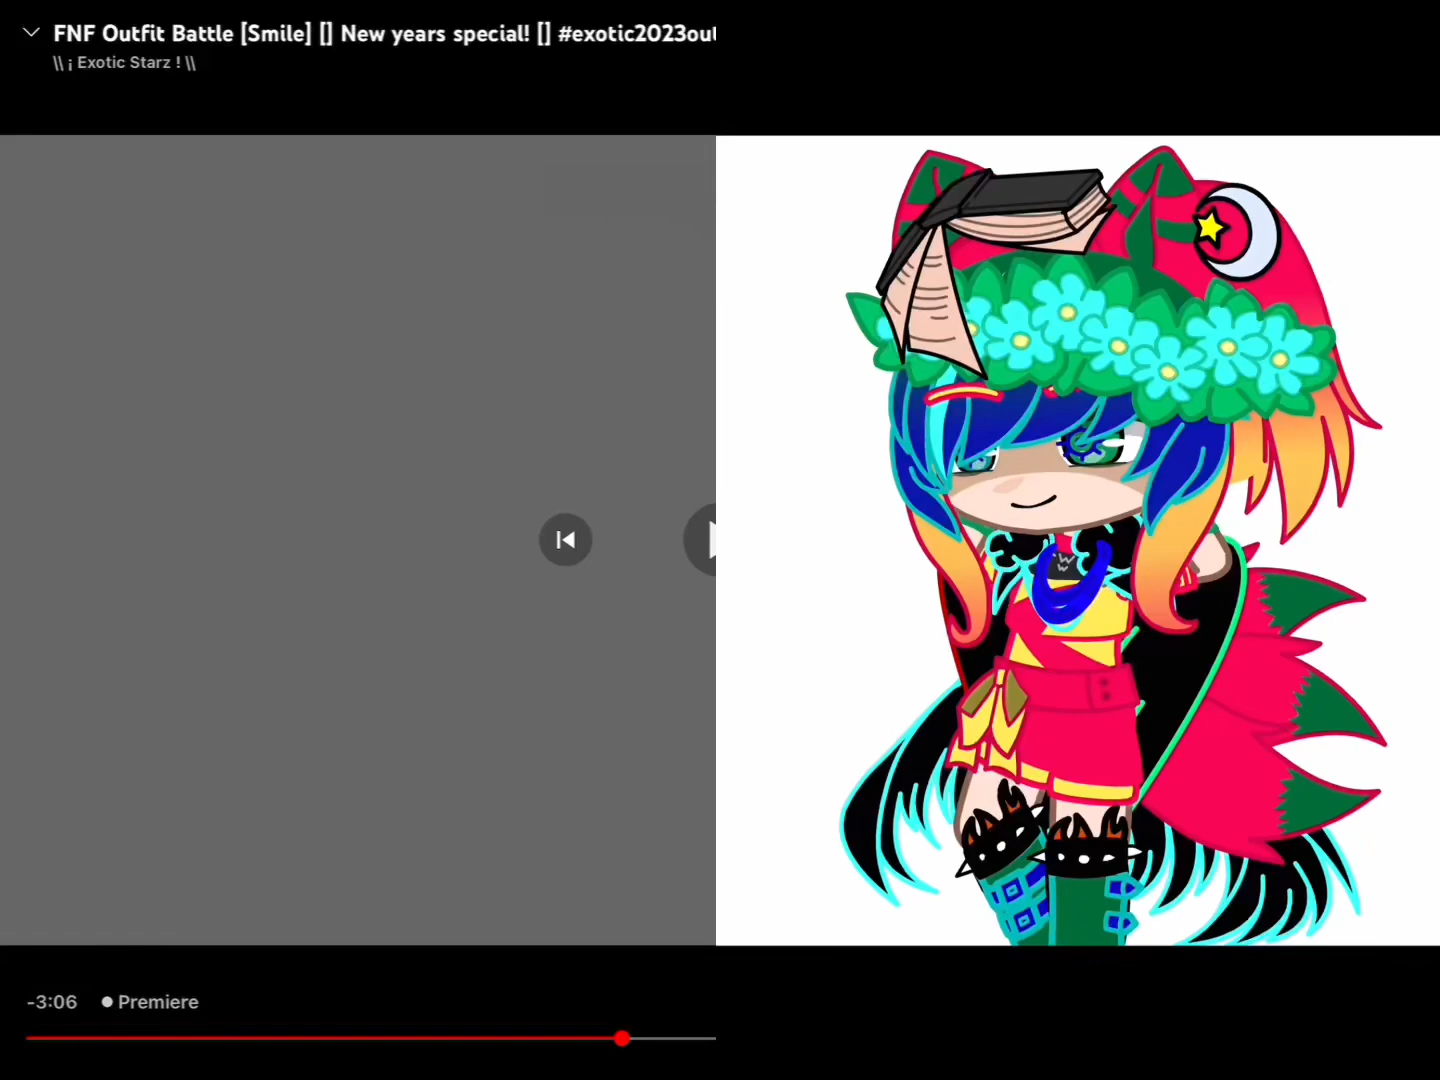 FNF Outfit Battle [Smile] [] New years special! [] #exotic2023out
\\ ¡ Exotic Starz ! \\
-3:06 ● Premiere